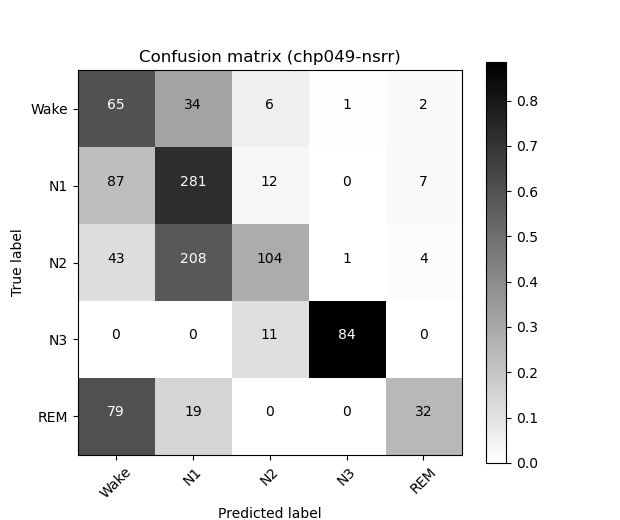 Confusion matrix (chp049-nsrr)
Wake 65 34 6 1 2
N1 87 281 12 0 7
N2 43 208 104 1 4
N3 0 0 11 84 0
REM 79 19 0 0 32
Wake N1 N2 N3 REM
Predicted label
True label
0.8
0.7
0.6
0.5
0.4
0.3
0.2
0.1
0.0